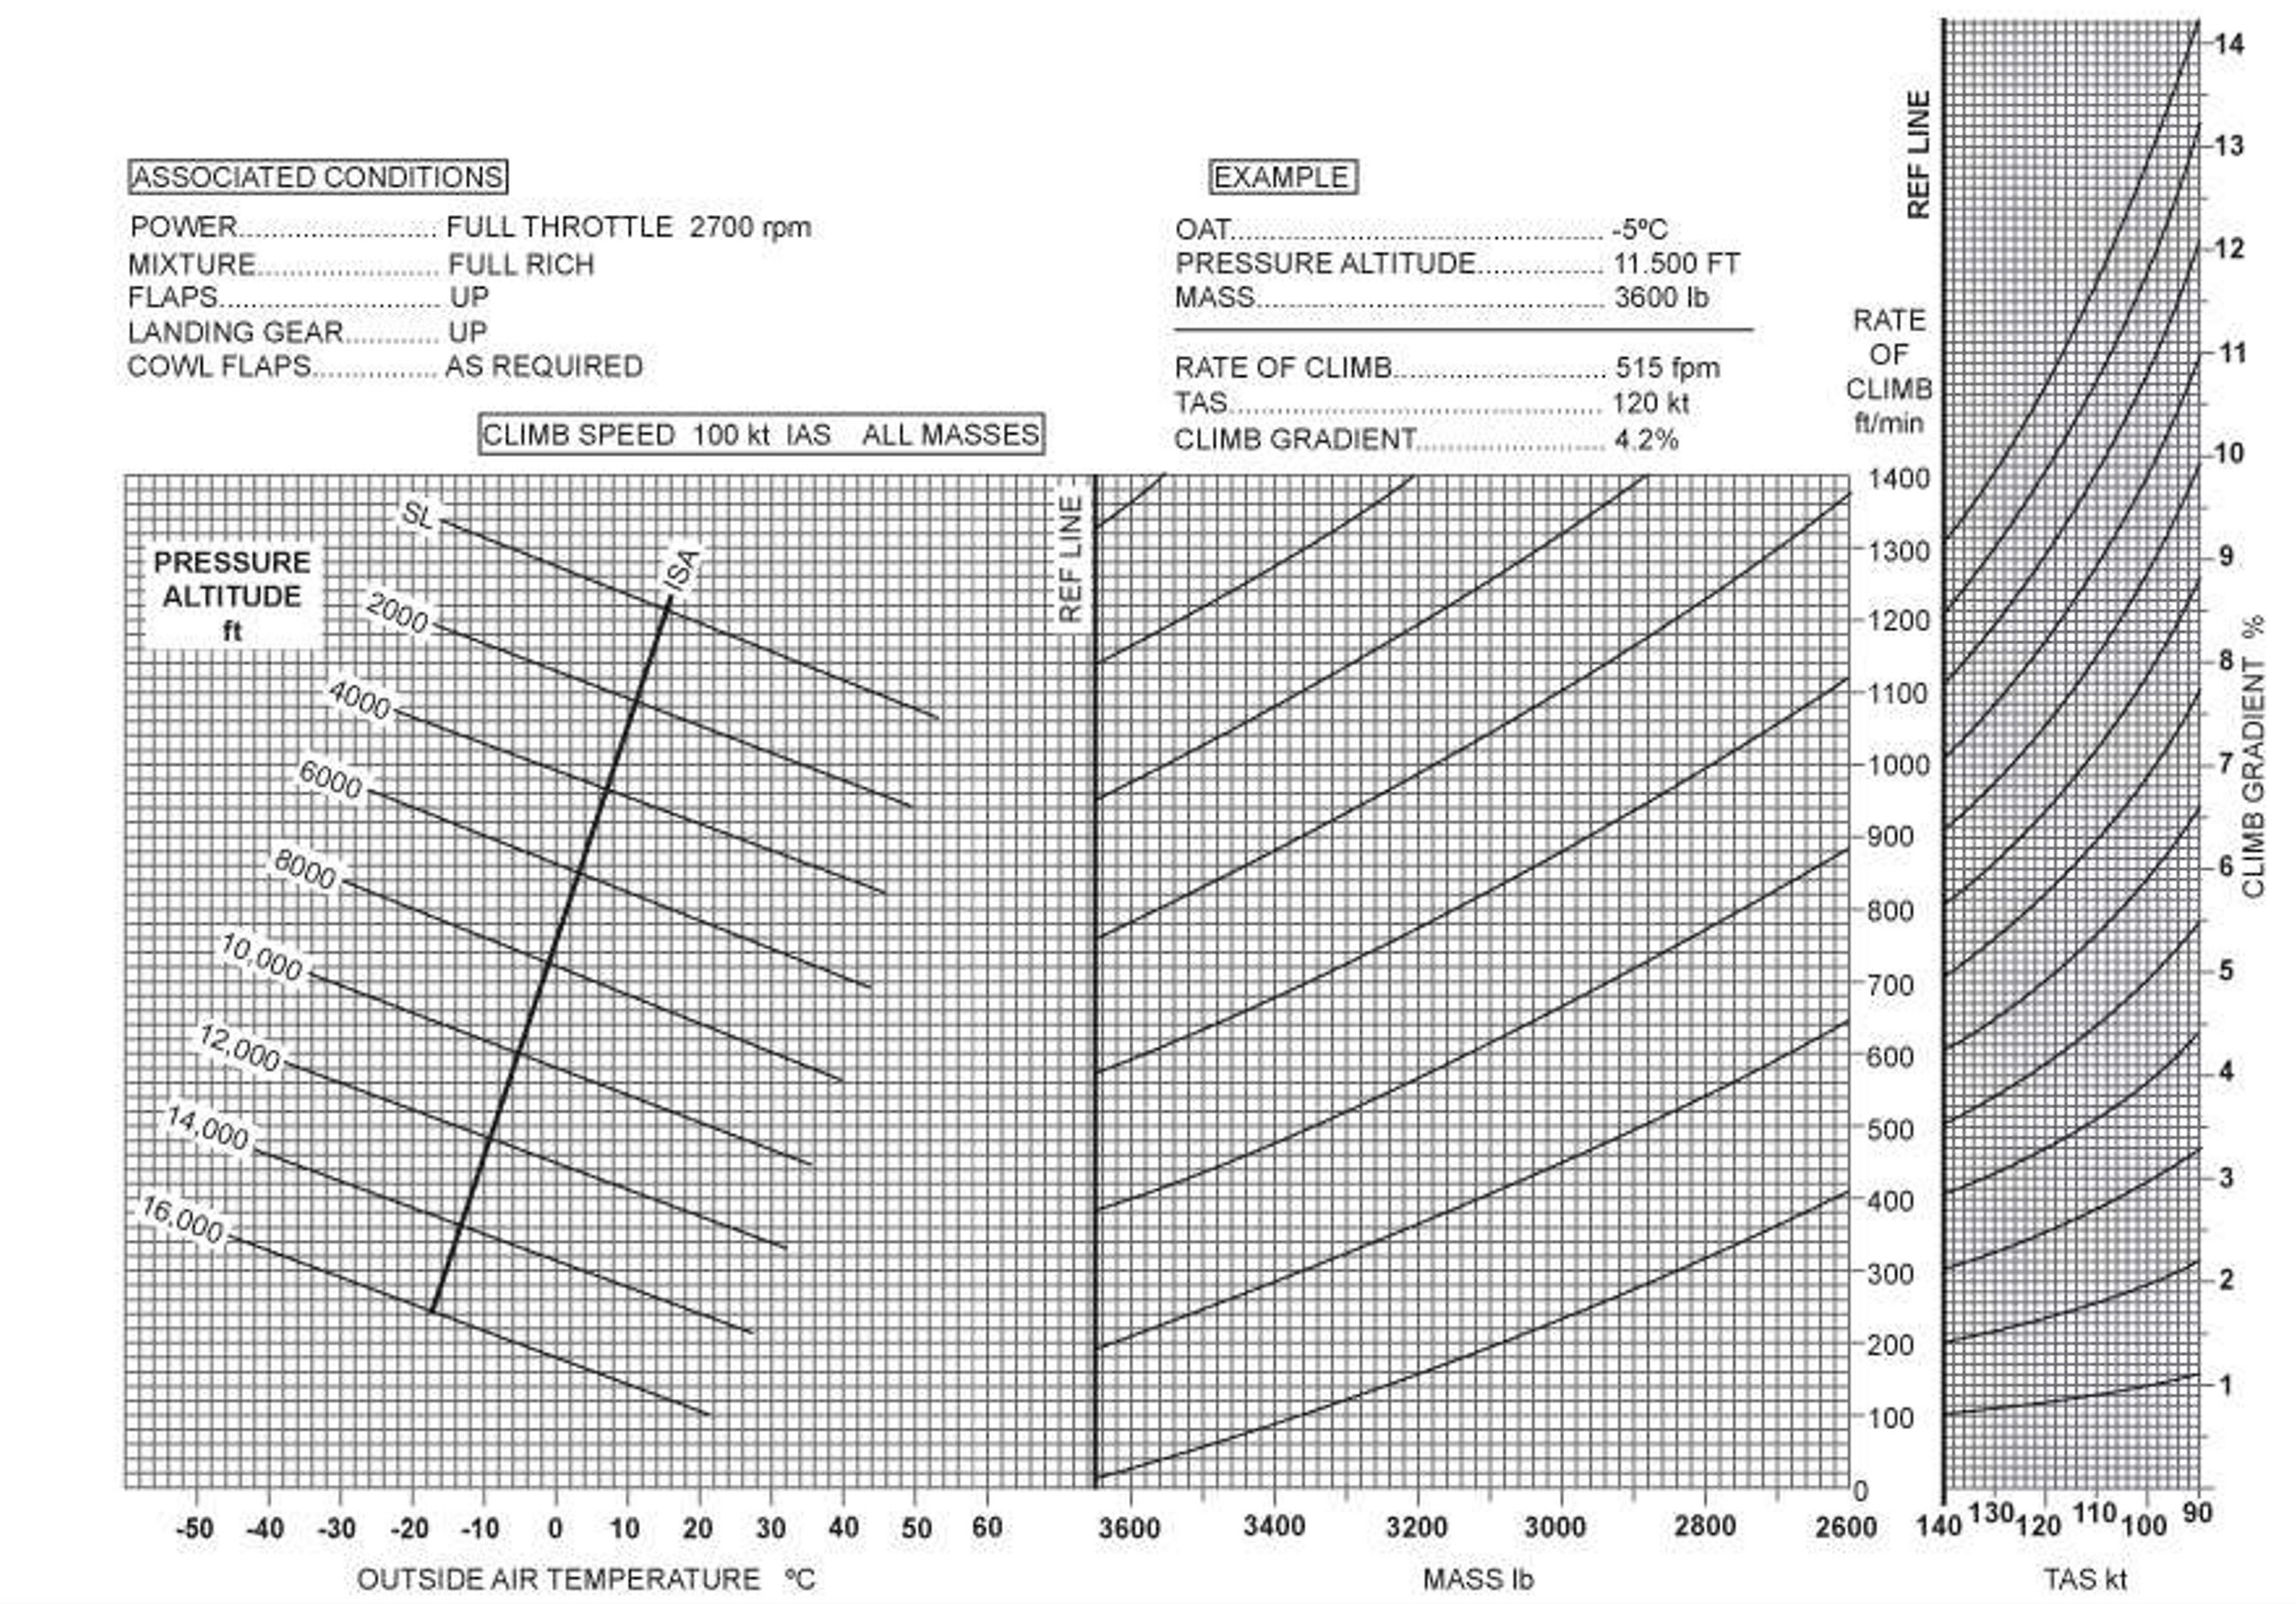 ASSOCIATED CONDITIONS
POWER.......................... FULL THROTTLE 2700 rpm
MIXTURE........................ FULL RICH
FLAPS............................. UP
LANDING GEAR............ UP
COWL FLAPS................ AS REQUIRED
EXAMPLE
OAT............................................... -5ºC
PRESSURE ALTITUDE................ 11.500 FT
MASS............................................. 3600 lb
RATE OF CLIMB........................... 515 fpm
TAS................................................ 120 kt
CLIMB GRADIENT........................ 4.2%
CLIMB SPEED 100 kt IAS ALL MASSES
PRESSURE
ALTITUDE
ft
SL
2000
4000
6000
8000
10,000
12,000
14,000
16,000
ISA
REF LINE
-50 -40 -30 -20 -10 0 10 20 30 40 50 60
OUTSIDE AIR TEMPERATURE ºC
3600 3400 3200 3000 2800 2600
MASS lb
RATE
OF
CLIMB
ft/min
1400
1300
1200
1100
1000
900
800
700
600
500
400
300
200
100
0
REF LINE
140 130 120 110 100 90
TAS kt
14
13
12
11
10
9
8
7
6
5
4
3
2
1
CLIMB GRADIENT %